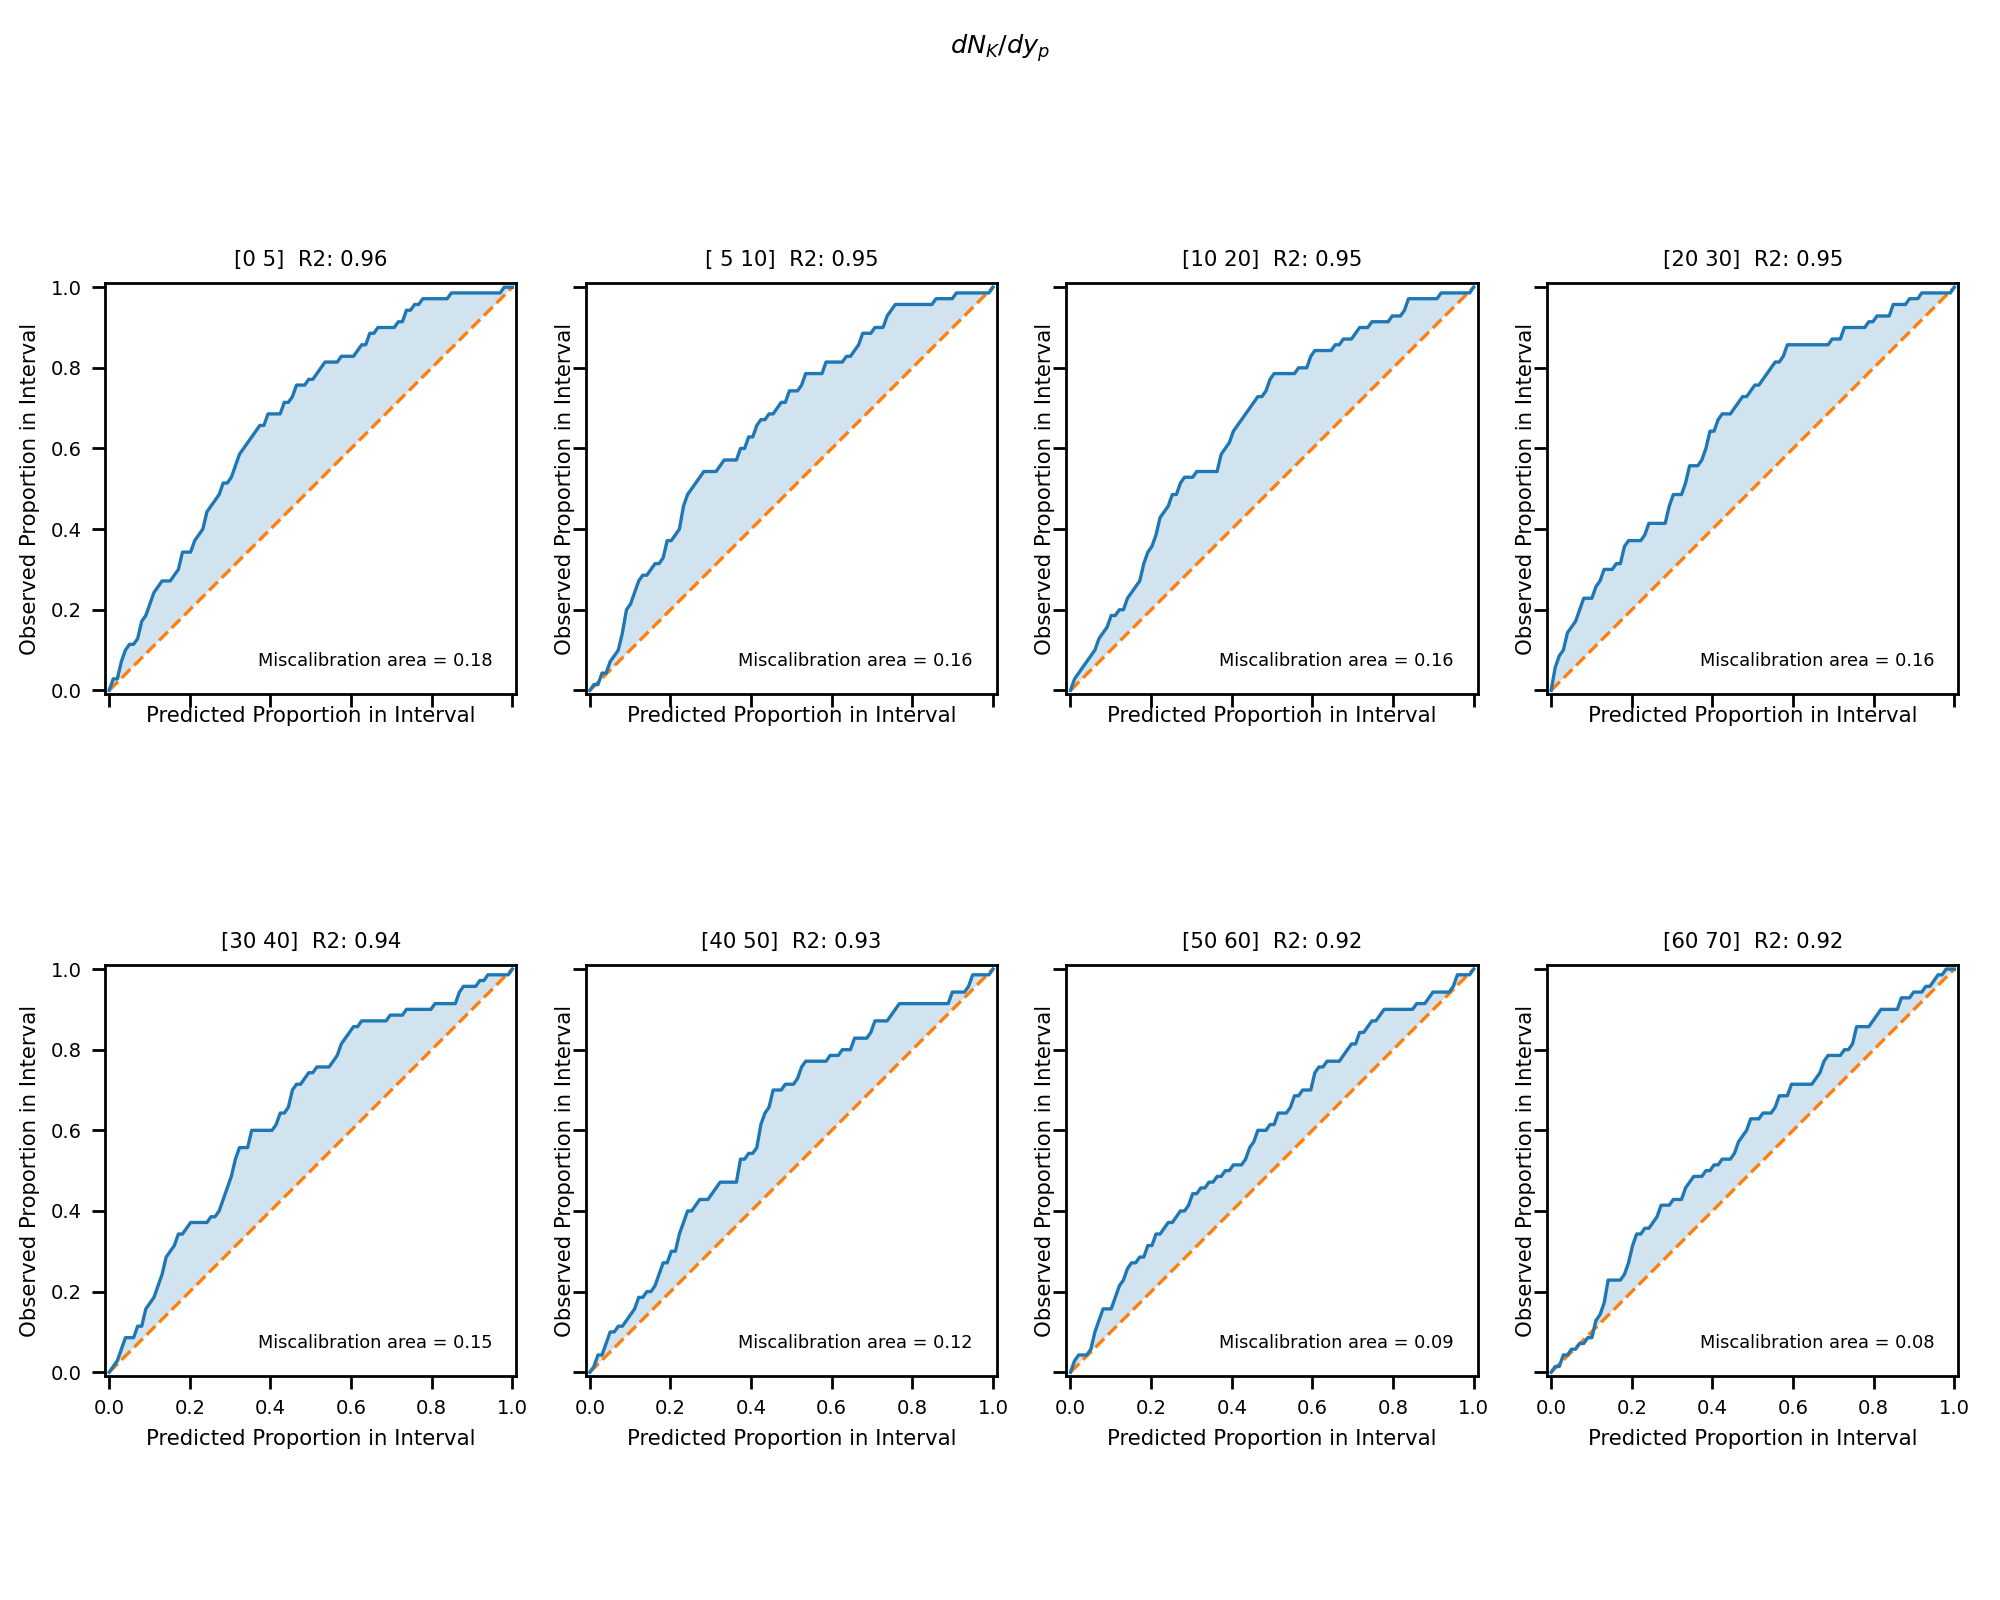 dN_K/dy_p
[0 5]  R2: 0.96
[ 5 10]  R2: 0.95
[10 20]  R2: 0.95
[20 30]  R2: 0.95
1.0
0.8
0.6
0.4
0.2
0.0
Observed Proportion in Interval
Observed Proportion in Interval
Observed Proportion in Interval
Observed Proportion in Interval
Miscalibration area = 0.18
Miscalibration area = 0.16
Miscalibration area = 0.16
Miscalibration area = 0.16
Predicted Proportion in Interval
Predicted Proportion in Interval
Predicted Proportion in Interval
Predicted Proportion in Interval
[30 40]  R2: 0.94
[40 50]  R2: 0.93
[50 60]  R2: 0.92
[60 70]  R2: 0.92
1.0
0.8
0.6
0.4
0.2
0.0
Observed Proportion in Interval
Observed Proportion in Interval
Observed Proportion in Interval
Observed Proportion in Interval
Miscalibration area = 0.15
Miscalibration area = 0.12
Miscalibration area = 0.09
Miscalibration area = 0.08
0.0 0.2 0.4 0.6 0.8 1.0
0.0 0.2 0.4 0.6 0.8 1.0
0.0 0.2 0.4 0.6 0.8 1.0
0.0 0.2 0.4 0.6 0.8 1.0
Predicted Proportion in Interval
Predicted Proportion in Interval
Predicted Proportion in Interval
Predicted Proportion in Interval